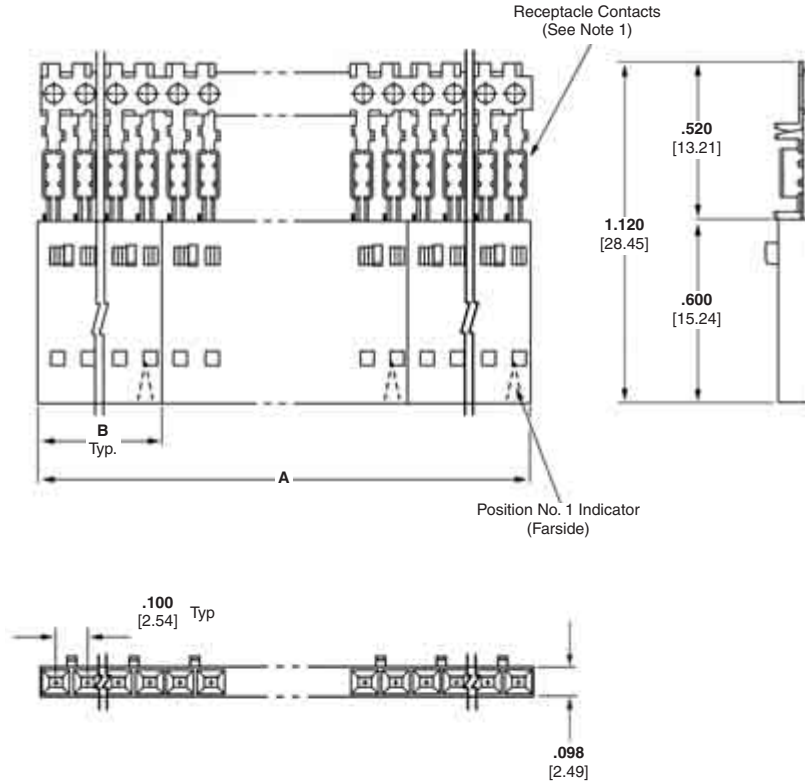 Receptacle Contacts
(See Note 1)
.520
[13.21]
1.120
[28.45]
.600
[15.24]
B
Typ.
A
Position No. 1 Indicator
(Farside)
.100
[2.54] Typ
.098
[2.49]